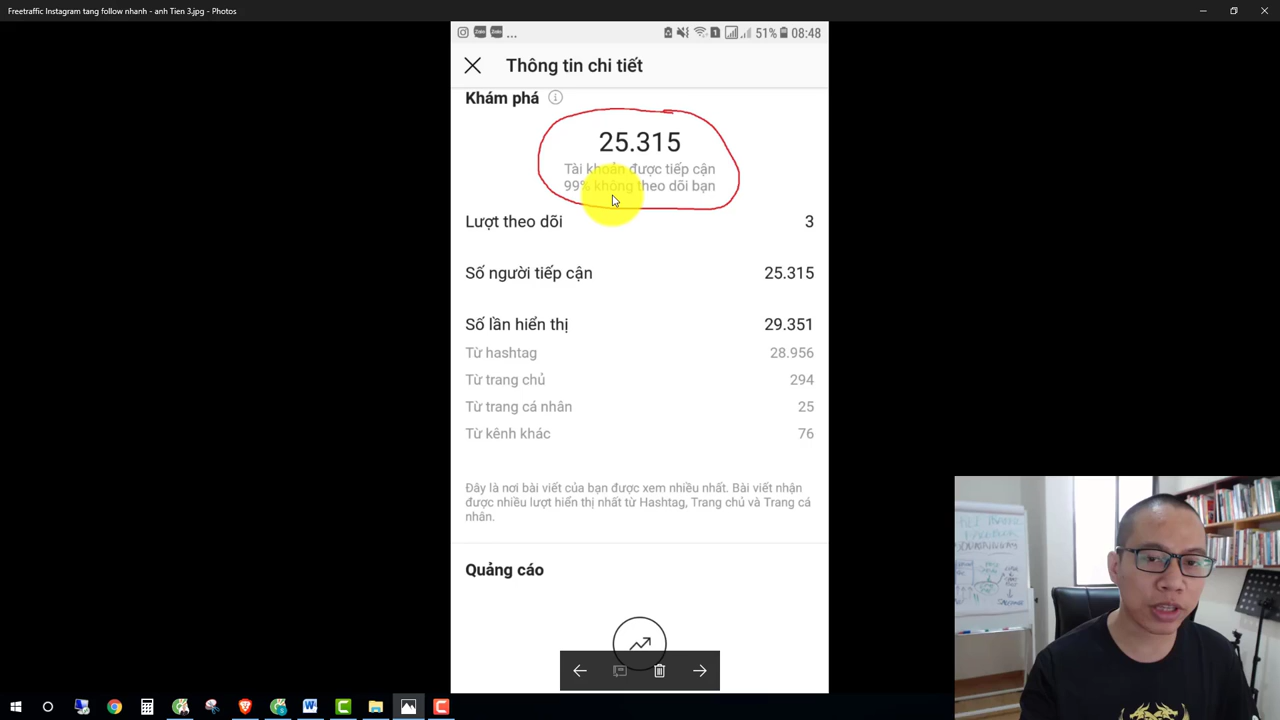 Freetraffic Instagram tang follow nhanh - anh Tien 3.jpg - Photos
... 1 51% 08:48
Thông tin chi tiết
Khám phá
25.315
Tài khoản được tiếp cận
99% không theo dõi bạn
Lượt theo dõi 3
Số người tiếp cận 25.315
Số lần hiển thị 29.351
Từ hashtag 28.956
Từ trang chủ 294
Từ trang cá nhân 25
Từ kênh khác 76
Đây là nơi bài viết của bạn được xem nhiều nhất. Bài viết nhận
được nhiều lượt hiển thị nhất từ Hashtag, Trang chủ và Trang cá
nhân.
Quảng cáo